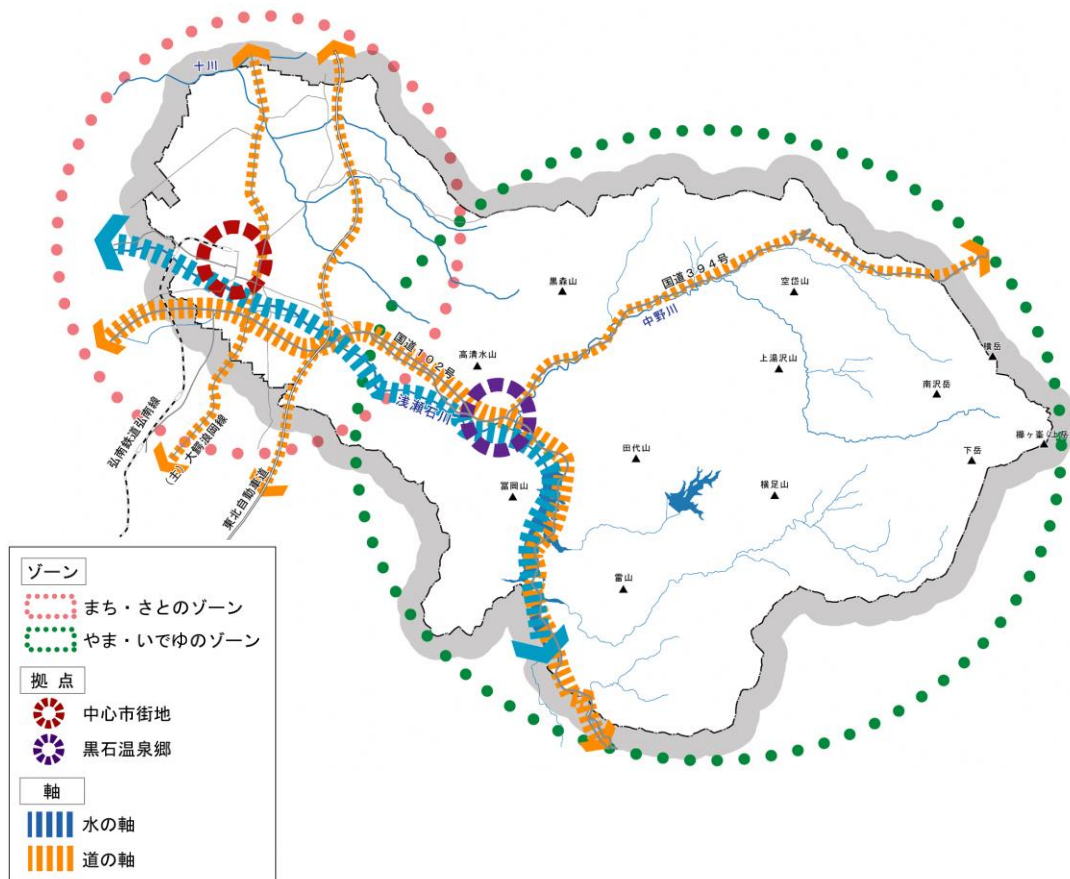 十川
黒森山
国道394号
中野川
空岱山
国道102号
高清水山
上湯沢山
南沢岳
浅瀬石川
弘南鉄道弘南線
(主)大鰐浪岡線
東北自動車道
田代山
冨岡山
横足山
下岳
櫛ヶ峯(上岳)
雷山
ゾーン
まち・さとのゾーン
やま・いでゆのゾーン
拠点
中心市街地
黒石温泉郷
軸
水の軸
道の軸